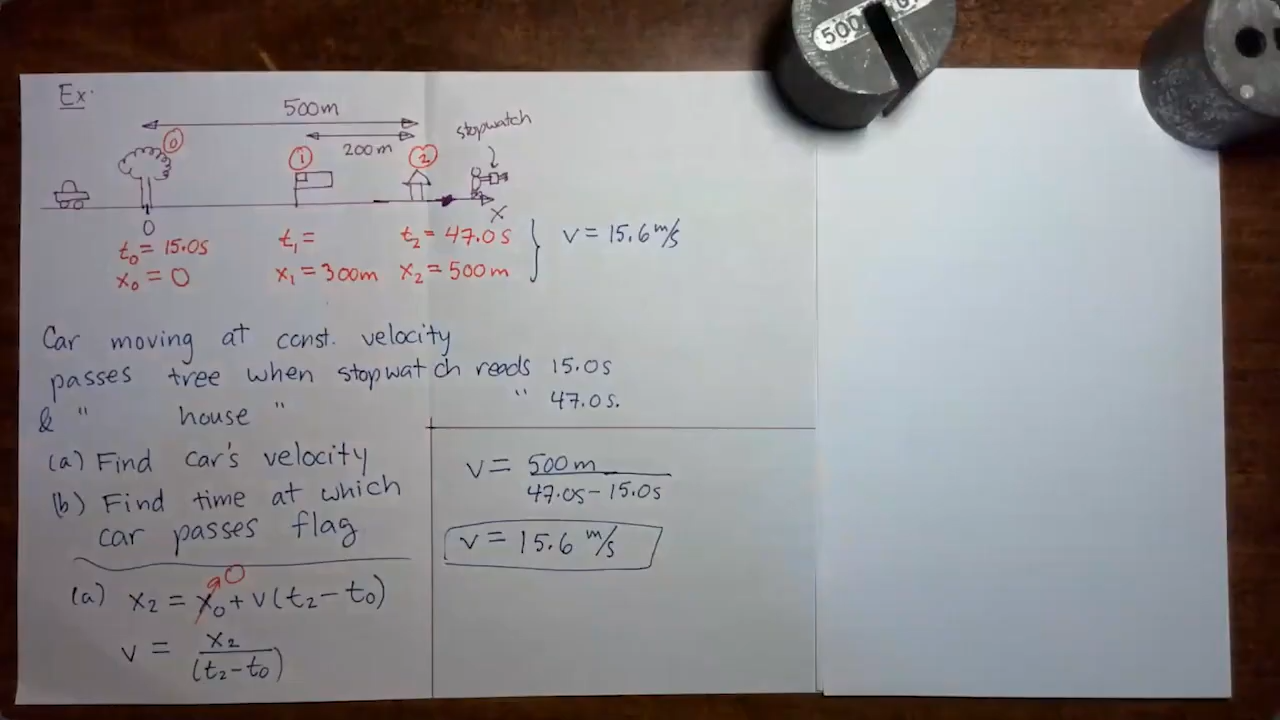 Ex.
500m
stopwatch
200m
0
1
2
x
0
t₀ = 15.0s
t₁ =
t₂ = 47.0s
v = 15.6 m/s
x₀ = 0
x₁ = 300m
x₂ = 500m
Car moving at const. velocity
passes tree when stopwatch reads 15.0s
& " house " " 47.0s.
(a) Find car's velocity
(b) Find time at which
car passes flag
(a) x₂ = x₀ + v(t₂ - t₀)
0
v = x₂ / (t₂ - t₀)
v = 500m / 47.0s - 15.0s
v = 15.6 m/s
500